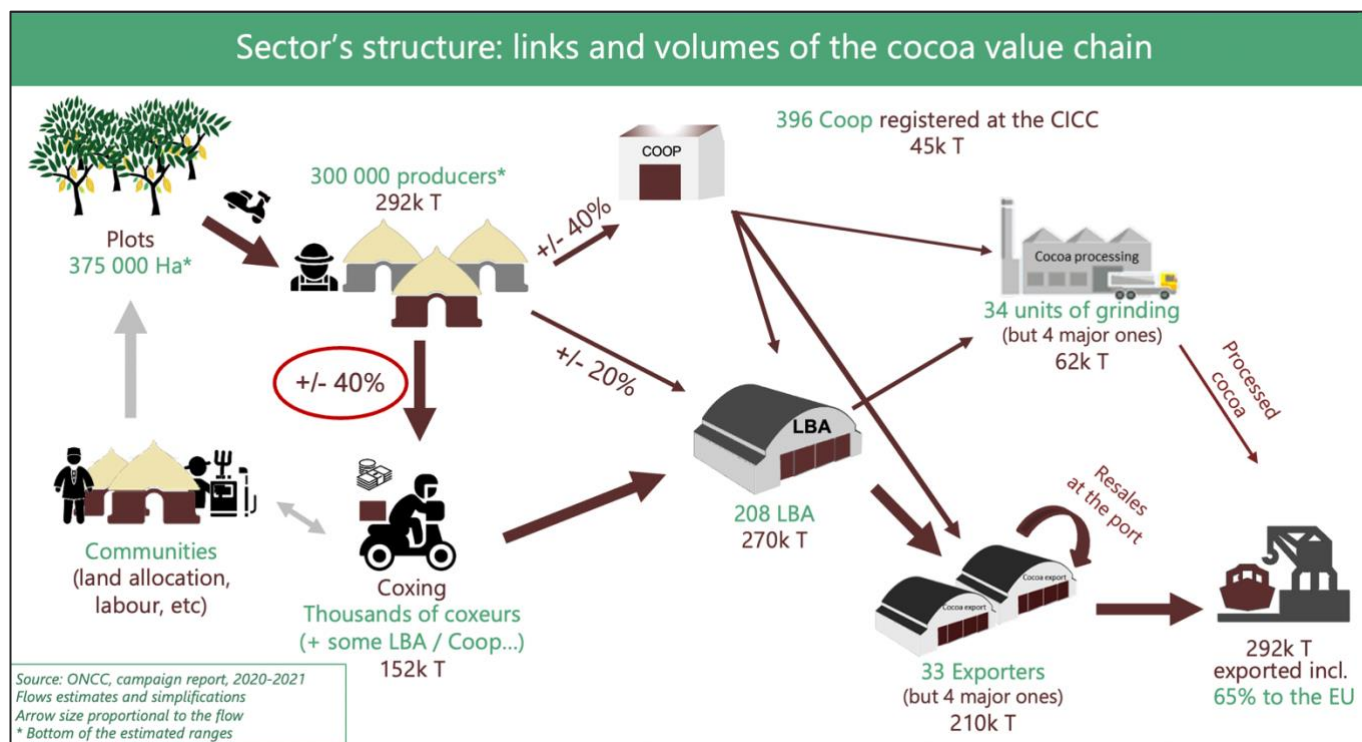 Sector's structure: links and volumes of the cocoa value chain
Plots
375 000 Ha*
300 000 producers*
292k T
+/- 40%
COOP
396 Coop registered at the CICC
45k T
Cocoa processing
34 units of grinding
(but 4 major ones)
62k T
+/- 20%
+/- 40%
LBA
208 LBA
270k T
Processed
cocoa
Resales
at the port
Communities
(land allocation,
labour, etc)
Coxing
Thousands of coxeurs
(+ some LBA / Coop...)
152k T
Cocoa export
Cocoa export
33 Exporters
(but 4 major ones)
210k T
292k T
exported incl.
65% to the EU
Source: ONCC, campaign report, 2020-2021
Flows estimates and simplifications
Arrow size proportional to the flow
* Bottom of the estimated ranges